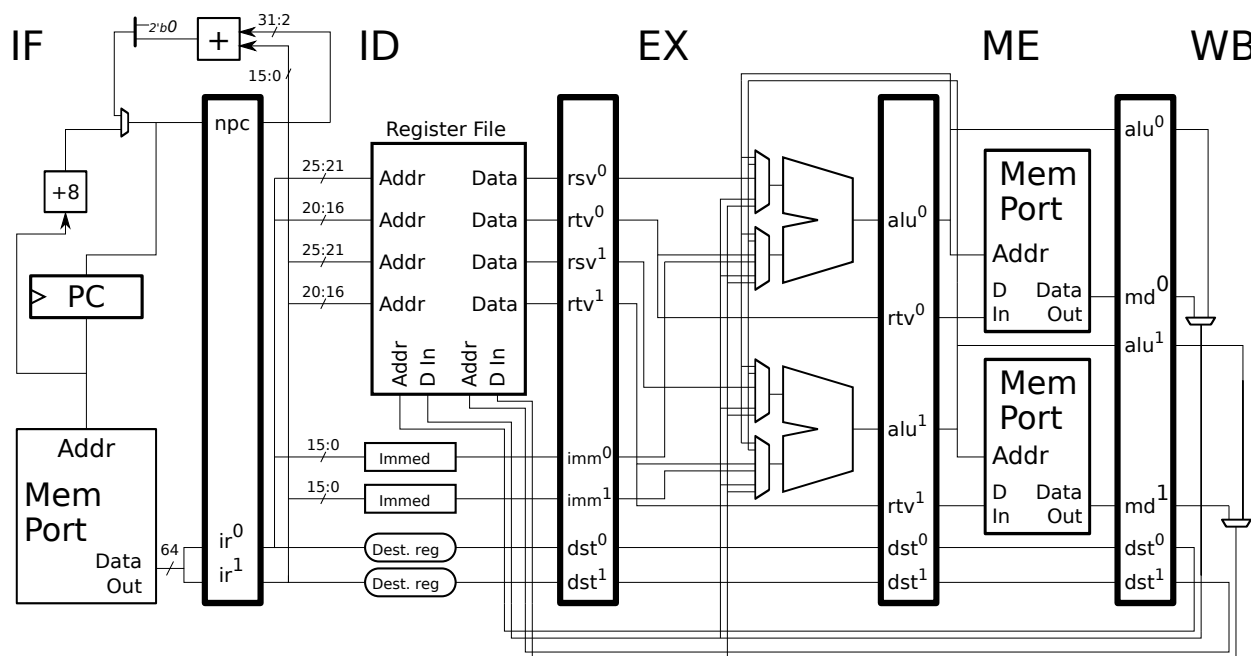 IF
ID
EX
ME
WB
2'b0
+
31:2
15:0
npc
+8
PC
Addr
Mem
Port
Data
Out
64
ir0
ir1
Register File
25:21
Addr
Data
20:16
Addr
Data
25:21
Addr
Data
20:16
Addr
Data
Addr
D In
Addr
D In
15:0
Immed
15:0
Immed
Dest. reg
Dest. reg
rsv0
rtv0
rsv1
rtv1
imm0
imm1
dst0
dst1
alu0
rtv0
alu1
rtv1
dst0
dst1
Mem
Port
Addr
D
In
Data
Out
Mem
Port
Addr
D
In
Data
Out
alu0
md0
alu1
md1
dst0
dst1